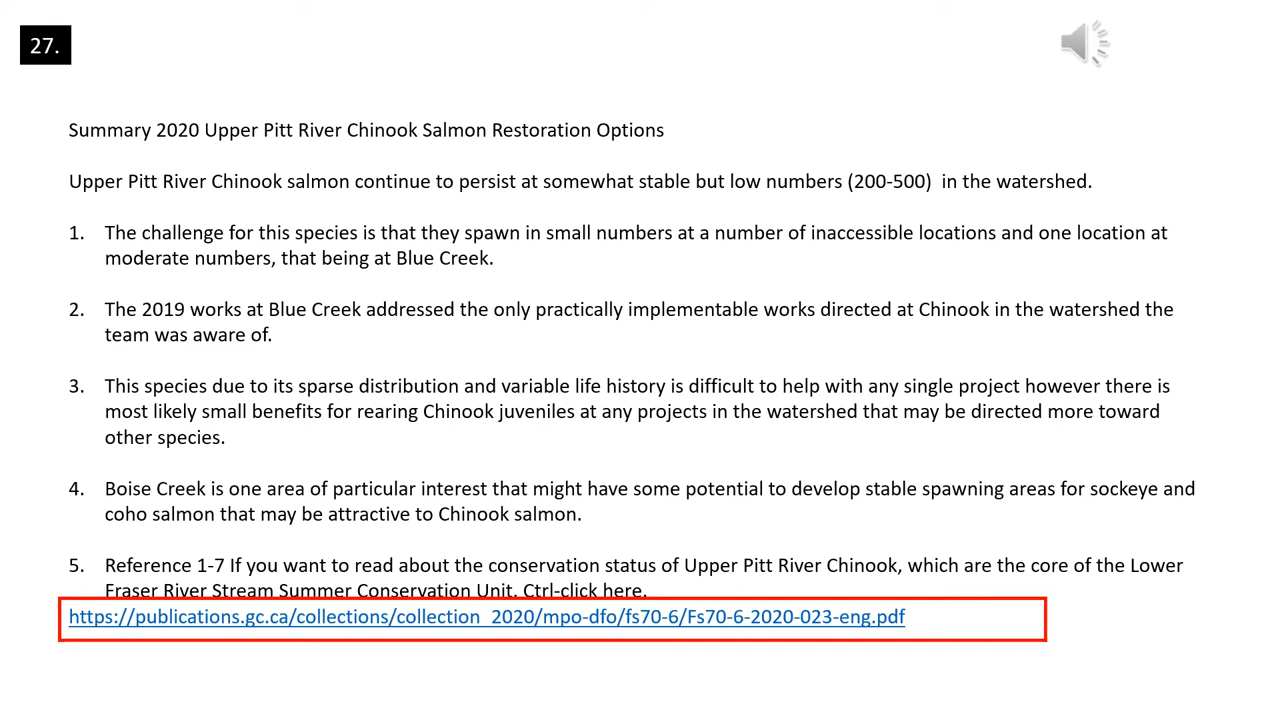 27.
Summary 2020 Upper Pitt River Chinook Salmon Restoration Options
Upper Pitt River Chinook salmon continue to persist at somewhat stable but low numbers (200-500)  in the watershed.
1. The challenge for this species is that they spawn in small numbers at a number of inaccessible locations and one location at
moderate numbers, that being at Blue Creek.
2. The 2019 works at Blue Creek addressed the only practically implementable works directed at Chinook in the watershed the
team was aware of.
3. This species due to its sparse distribution and variable life history is difficult to help with any single project however there is
most likely small benefits for rearing Chinook juveniles at any projects in the watershed that may be directed more toward
other species.
4. Boise Creek is one area of particular interest that might have some potential to develop stable spawning areas for sockeye and
coho salmon that may be attractive to Chinook salmon.
5. Reference 1-7 If you want to read about the conservation status of Upper Pitt River Chinook, which are the core of the Lower
Fraser River Stream Summer Conservation Unit. Ctrl-click here.
https://publications.gc.ca/collections/collection_2020/mpo-dfo/fs70-6/Fs70-6-2020-023-eng.pdf